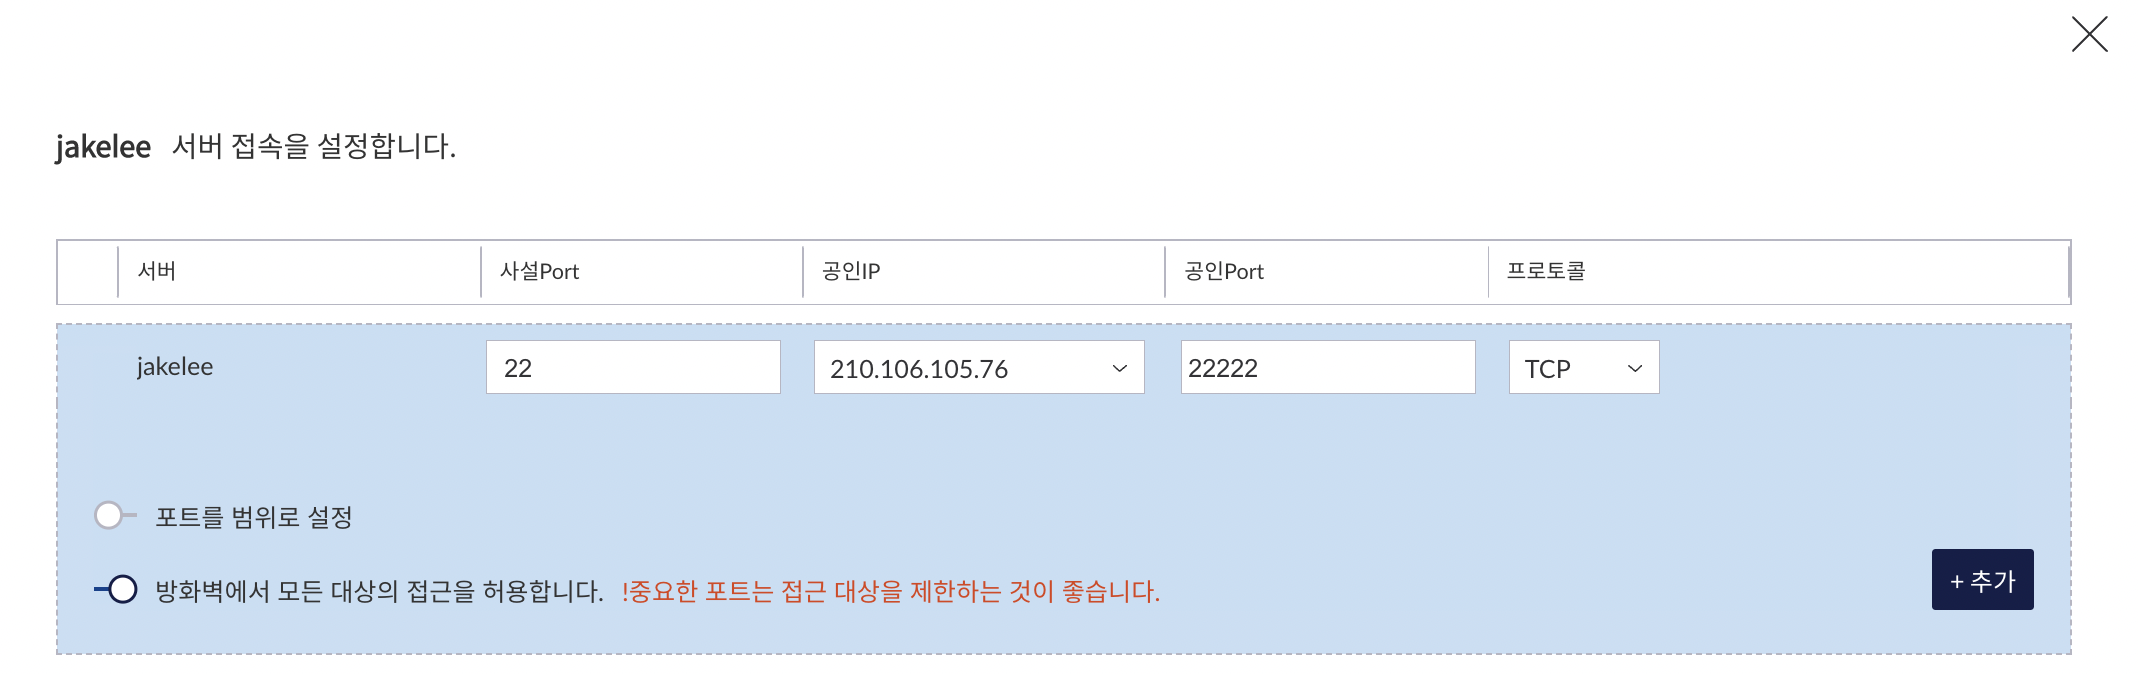 jakelee 서버 접속을 설정합니다.
서버 사설Port 공인IP 공인Port 프로토콜
jakelee 22 210.106.105.76 22222 TCP
포트를 범위로 설정
방화벽에서 모든 대상의 접근을 허용합니다. !중요한 포트는 접근 대상을 제한하는 것이 좋습니다.
+ 추가